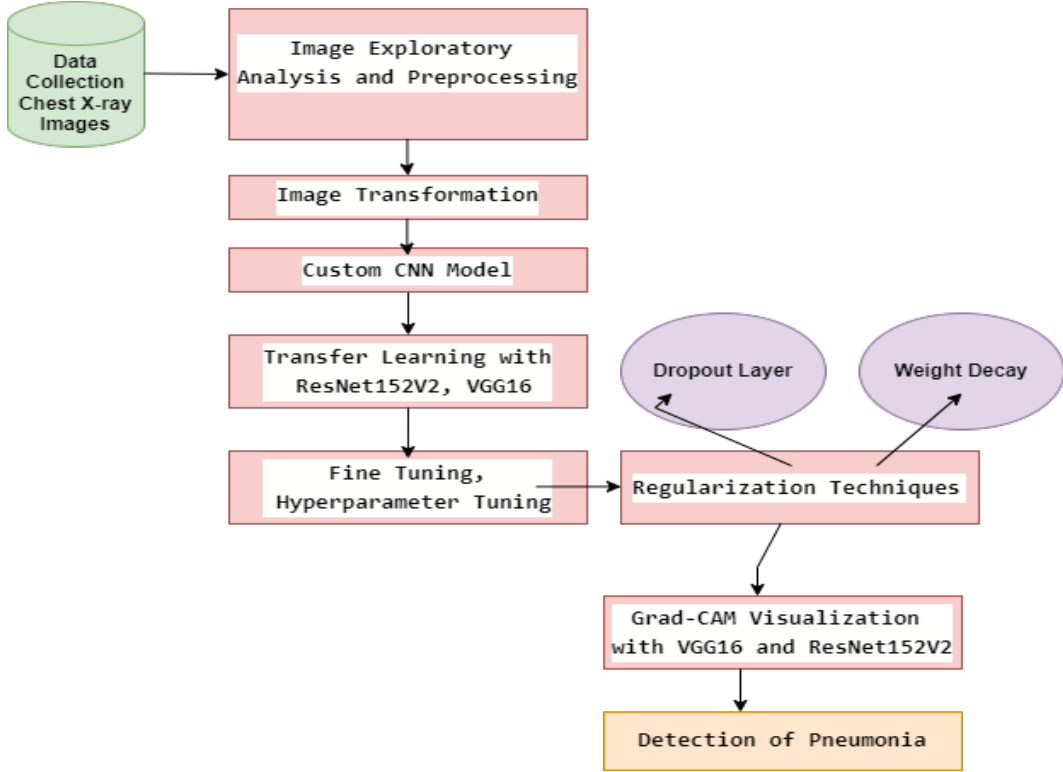 Data
Collection
Chest X-ray
Images
Image Exploratory
Analysis and Preprocessing
Image Transformation
Custom CNN Model
Transfer Learning with
ResNet152V2, VGG16
Fine Tuning,
Hyperparameter Tuning
Dropout Layer
Weight Decay
Regularization Techniques
Grad-CAM Visualization
with VGG16 and ResNet152V2
Detection of Pneumonia